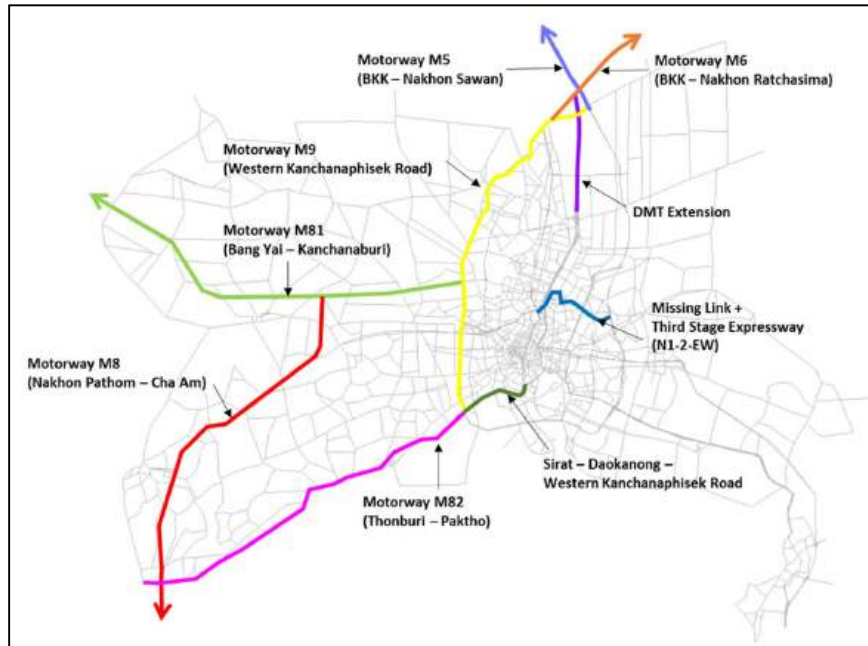 Motorway M5
(BKK – Nakhon Sawan)
Motorway M6
(BKK – Nakhon Ratchasima)
Motorway M9
(Western Kanchanaphisek Road)
DMT Extension
Motorway M81
(Bang Yai – Kanchanaburi)
Missing Link +
Third Stage Expressway
(N1-2-EW)
Motorway M8
(Nakhon Pathom – Cha Am)
Sirat – Daokanong –
Western Kanchanaphisek Road
Motorway M82
(Thonburi – Paktho)